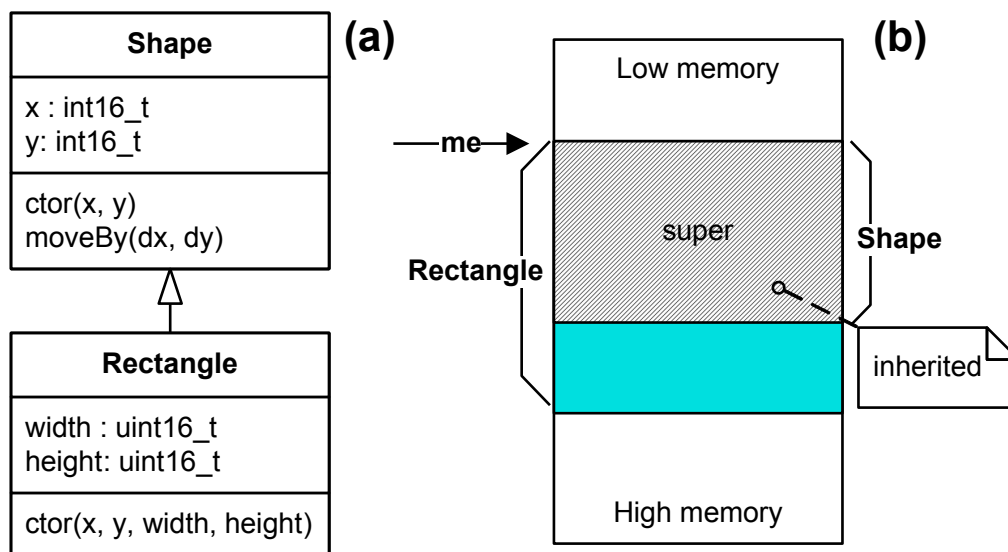 Shape
x : int16_t
y: int16_t
ctor(x, y)
moveBy(dx, dy)
Rectangle
width : uint16_t
height: uint16_t
ctor(x, y, width, height)
(a)
(b)
Low memory
me
super
Rectangle
Shape
inherited
High memory